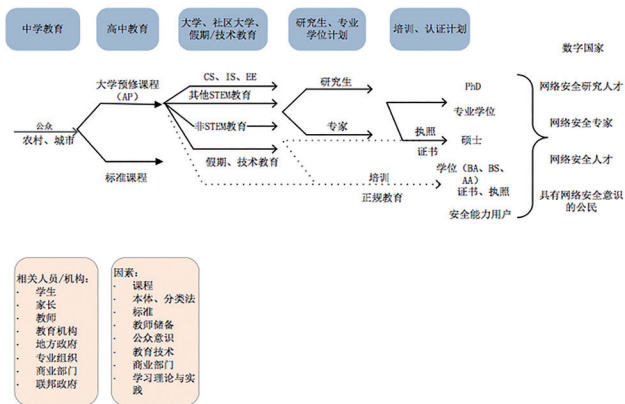 中学教育
高中教育
大学、社区大学、
假期/技术教育
研究生、专业
学位计划
培训、认证计划
数字国家
大学预修课程
（AP）
CS、IS、EE
其他STEM教育
非STEM教育
假期、技术教育
公众
农村、城市
标准课程
研究生
专家
PhD
专业学位
执照
证书
硕士
培训
正规教育
学位（BA、BS、
AA）
证书、执照
安全能力用户
网络安全研究人才
网络安全专家
网络安全人才
具有网络安全意识
的公民
相关人员/机构：
· 学生
· 家长
· 教师
· 教育机构
· 地方政府
· 专业组织
· 商业部门
· 联邦政府
因素：
· 课程
· 本体、分类法
· 标准
· 教师储备
· 公众意识
· 教育技术
· 商业部门
· 学习理论与实
践